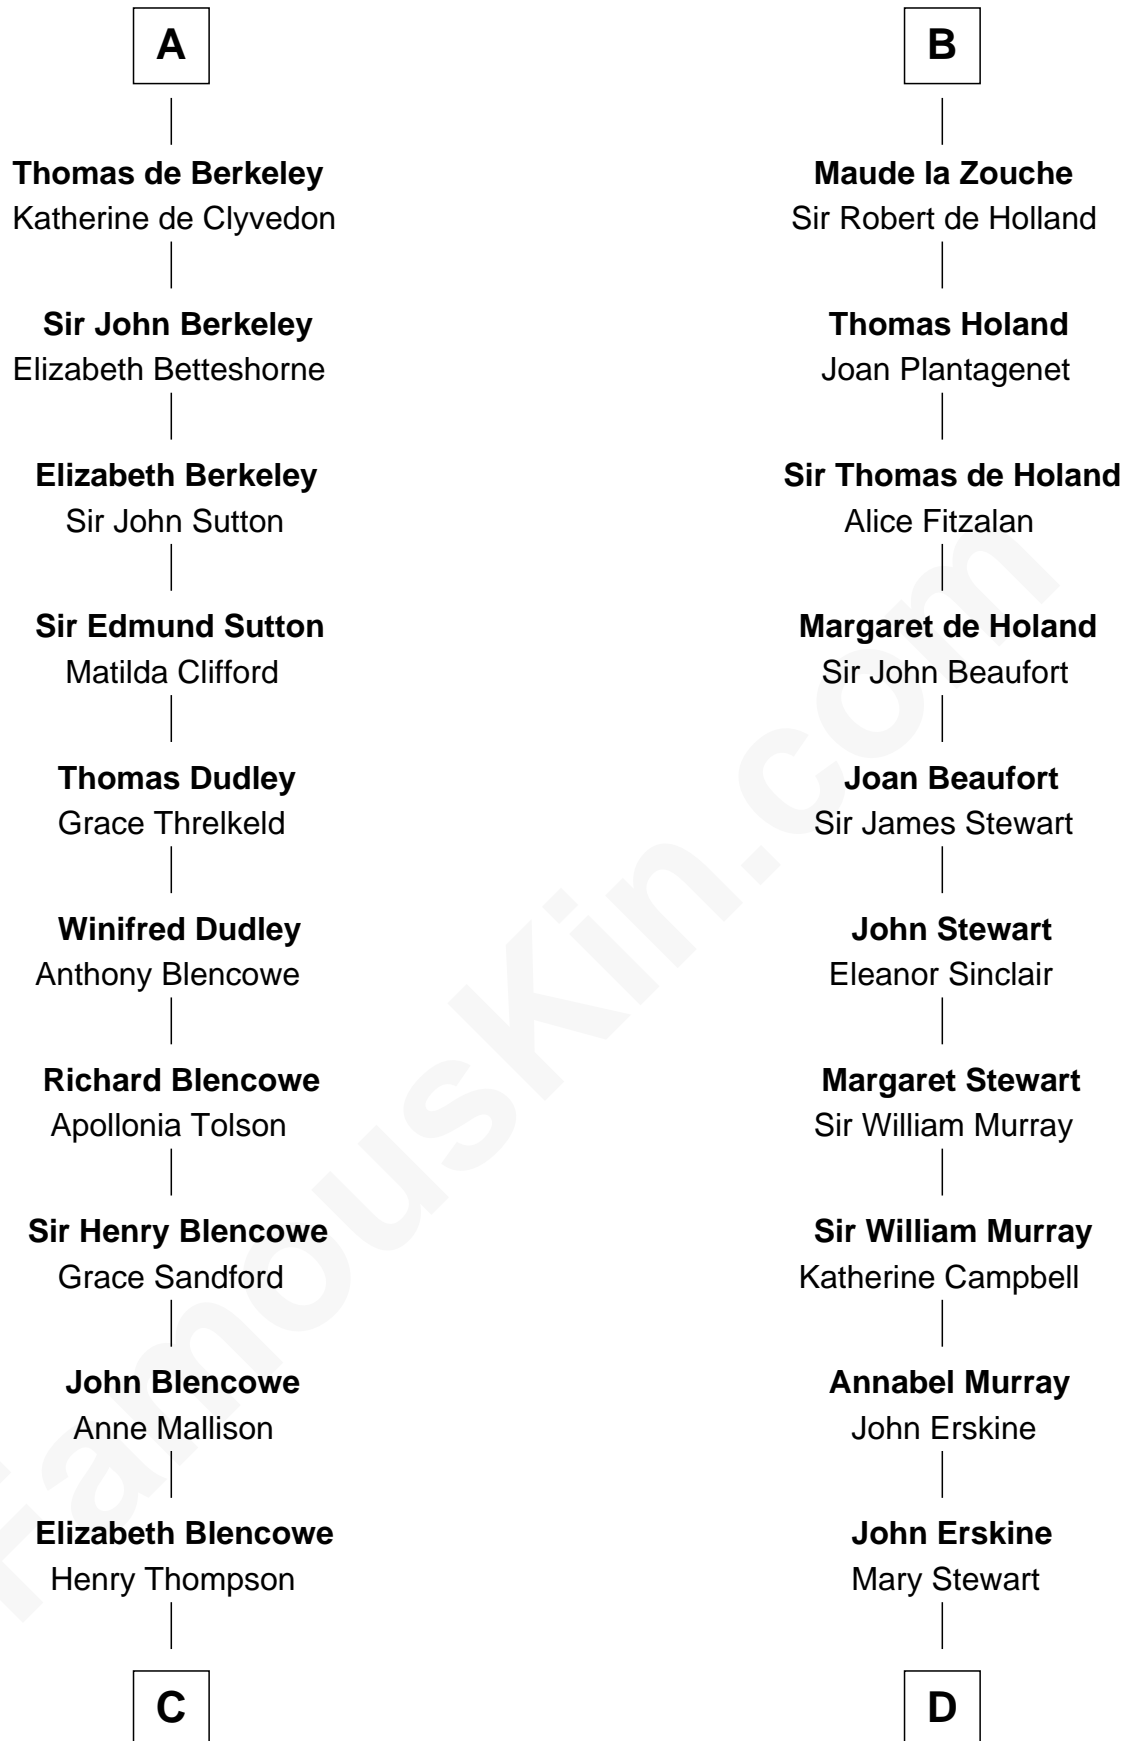 A
Thomas de Berkeley
Katherine de Clyvedon
Sir John Berkeley
Elizabeth Betteshorne
Elizabeth Berkeley
Sir John Sutton
Sir Edmund Sutton
Matilda Clifford
Thomas Dudley
Grace Threlkeld
Winifred Dudley
Anthony Blencowe
Richard Blencowe
Apollonia Tolson
Sir Henry Blencowe
Grace Sandford
John Blencowe
Anne Mallison
Elizabeth Blencowe
Henry Thompson
C
B
Maude la Zouche
Sir Robert de Holland
Thomas Holand
Joan Plantagenet
Sir Thomas de Holand
Alice Fitzalan
Margaret de Holand
Sir John Beaufort
Joan Beaufort
Sir James Stewart
John Stewart
Eleanor Sinclair
Margaret Stewart
Sir William Murray
Sir William Murray
Katherine Campbell
Annabel Murray
John Erskine
John Erskine
Mary Stewart
D
FamousKin.com